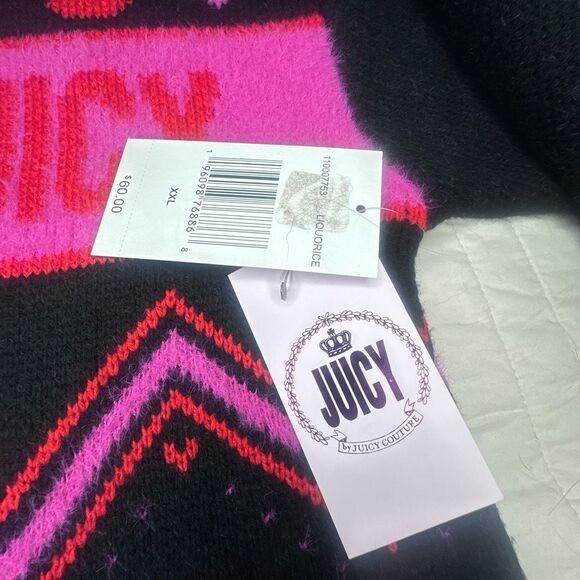 JUICY
110007753 LIQUORICE
1 96098 76886 8
XXL
$60.00
JUICY
by JUICY COUTURE